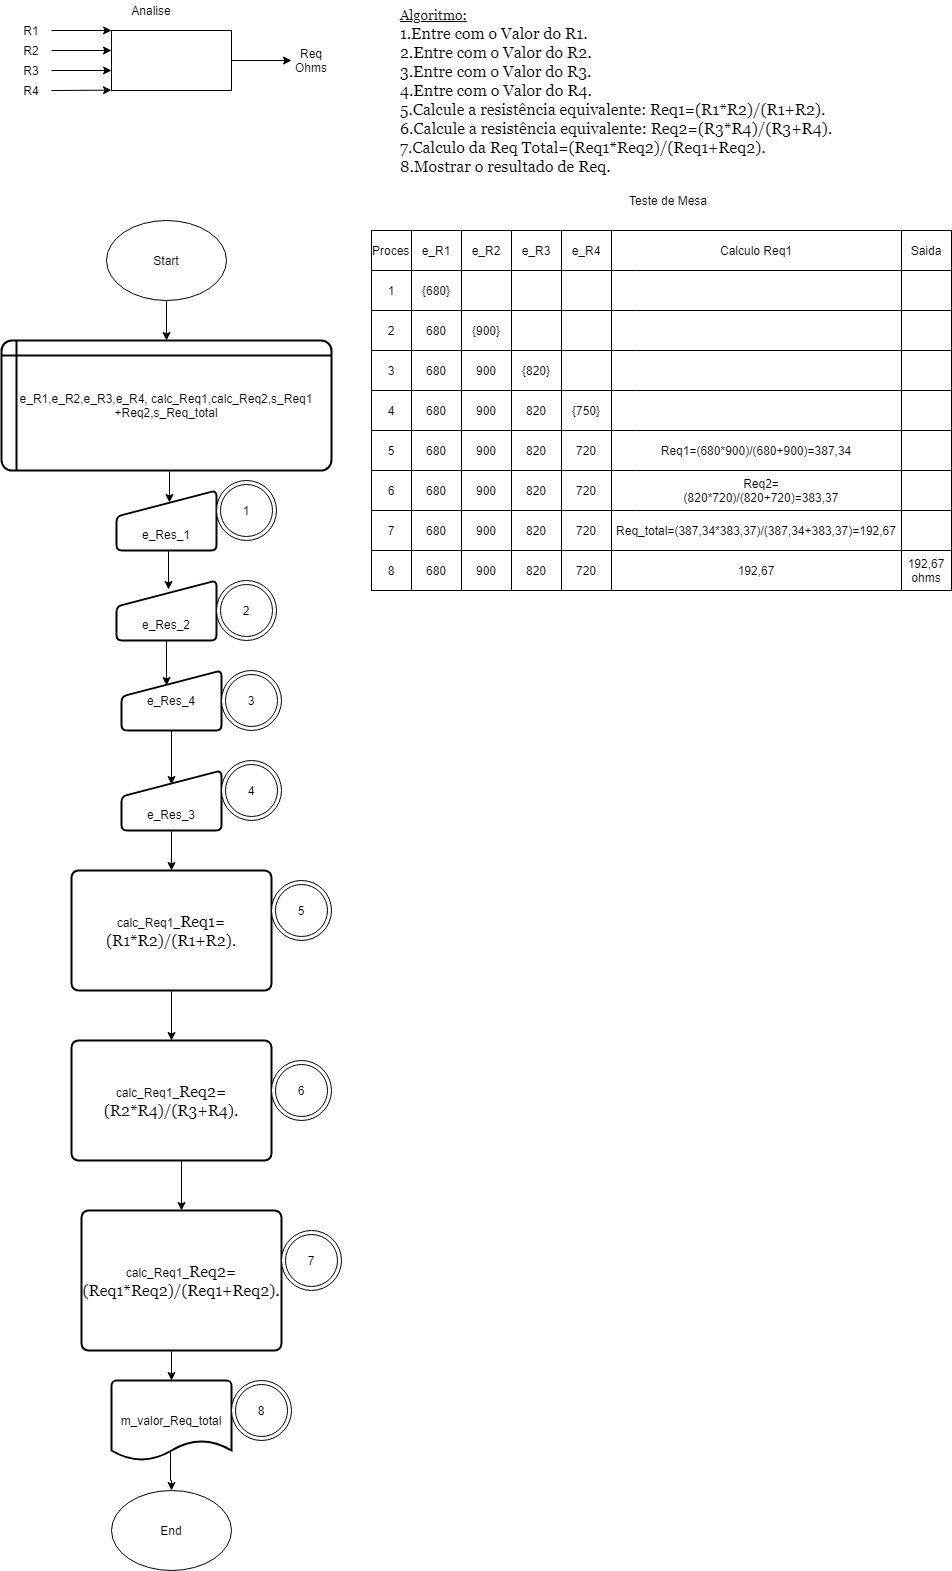 Analise
R1
R2
R3
R4
Req
Ohms
Algoritmo:
1.Entre com o Valor do R1.
2.Entre com o Valor do R2.
3.Entre com o Valor do R3.
4.Entre com o Valor do R4.
5.Calcule a resistência equivalente: Req1=(R1*R2)/(R1+R2).
6.Calcule a resistência equivalente: Req2=(R3*R4)/(R3+R4).
7.Calculo da Req Total=(Req1*Req2)/(Req1+Req2).
8.Mostrar o resultado de Req.
Teste de Mesa
Proces e_R1 e_R2 e_R3 e_R4 Calculo Req1 Saida
1 {680}
2 680 {900}
3 680 900 {820}
4 680 900 820 {750}
5 680 900 820 720 Req1=(680*900)/(680+900)=387,34
6 680 900 820 720 Req2=
(820*720)/(820+720)=383,37
7 680 900 820 720 Req_total=(387,34*383,37)/(387,34+383,37)=192,67
8 680 900 820 720 192,67 192,67
ohms
Start
e_R1,e_R2,e_R3,e_R4, calc_Req1,calc_Req2,s_Req1
+Req2,s_Req_total
e_Res_1
1
e_Res_2
2
e_Res_4
3
e_Res_3
4
calc_Req1_Req1=
(R1*R2)/(R1+R2).
5
calc_Req1_Req2=
(R2*R4)/(R3+R4).
6
calc_Req1_Req2=
(Req1*Req2)/(Req1+Req2).
7
m_valor_Req_total
8
End